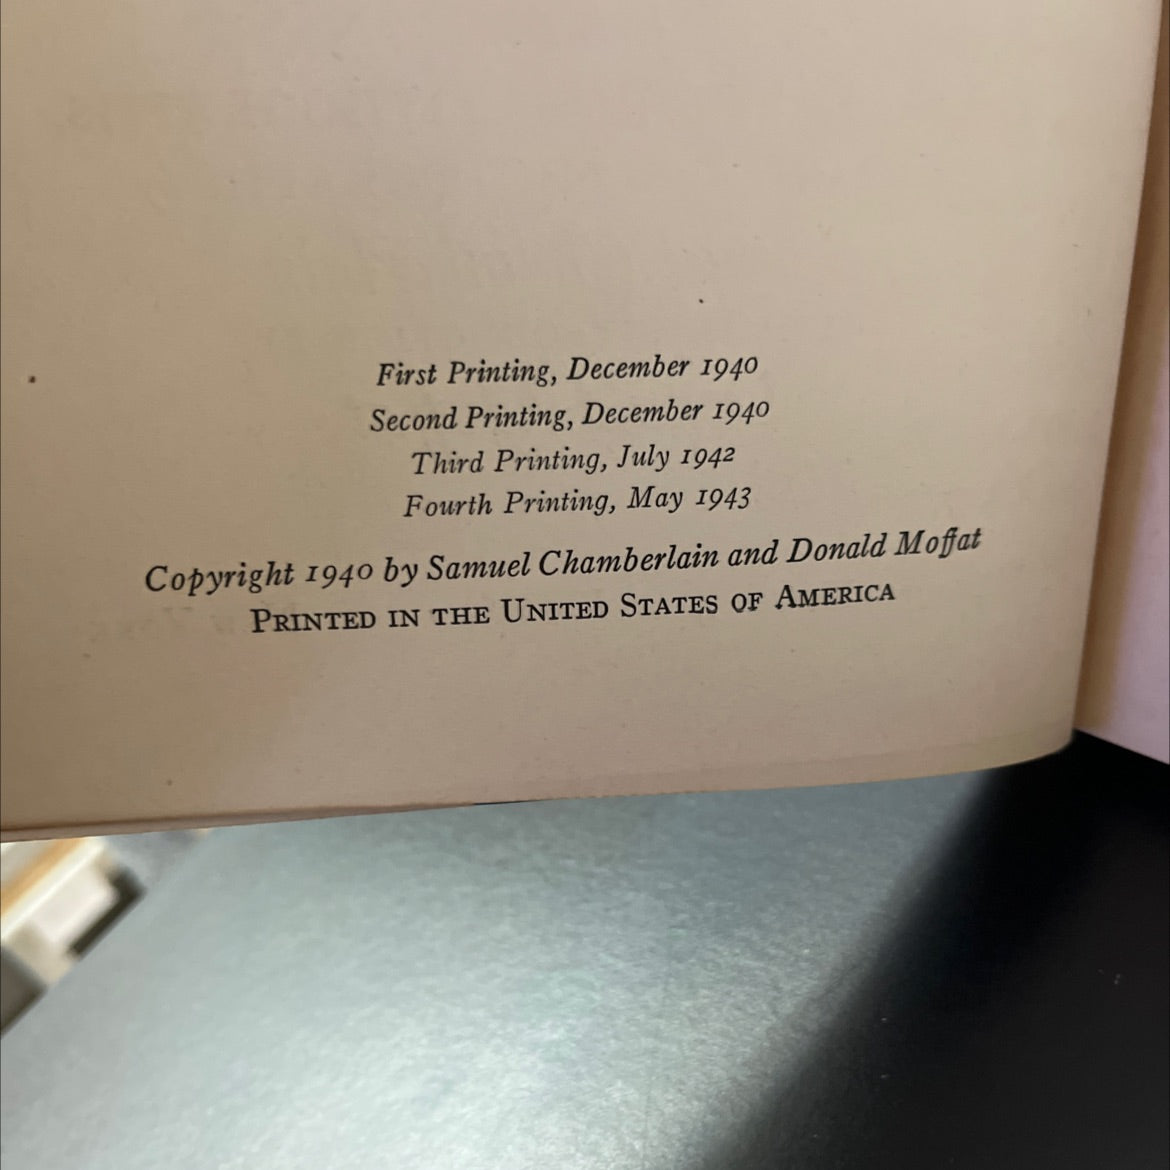 First Printing, December 1940
Second Printing, December 1940
Third Printing, July 1942
Fourth Printing, May 1943
Copyright 1940 by Samuel Chamberlain and Donald Moffat
PRINTED IN THE UNITED STATES OF AMERICA